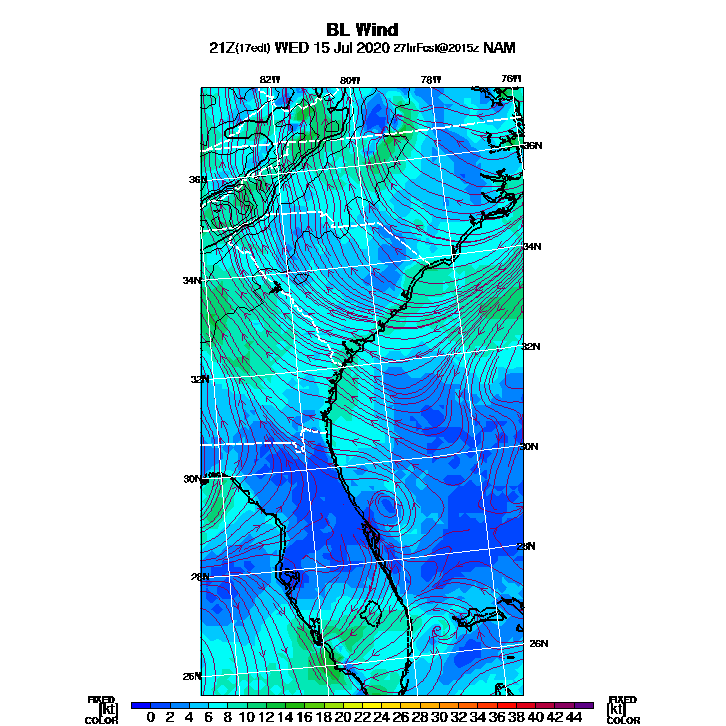 BL Wind
21Z(17edt) WED 15 Jul 2020 27hrFcst@2015z NAM
82W 80W 78W 76W
36N
36N
34N
34N
32N
32N
30N
30N
28N
28N
26N
26N
FIXED FIXED
[kt] 0 2 4 6 8 10 12 14 16 18 20 22 24 26 28 30 32 34 36 38 40 42 44 [kt]
COLOR COLOR